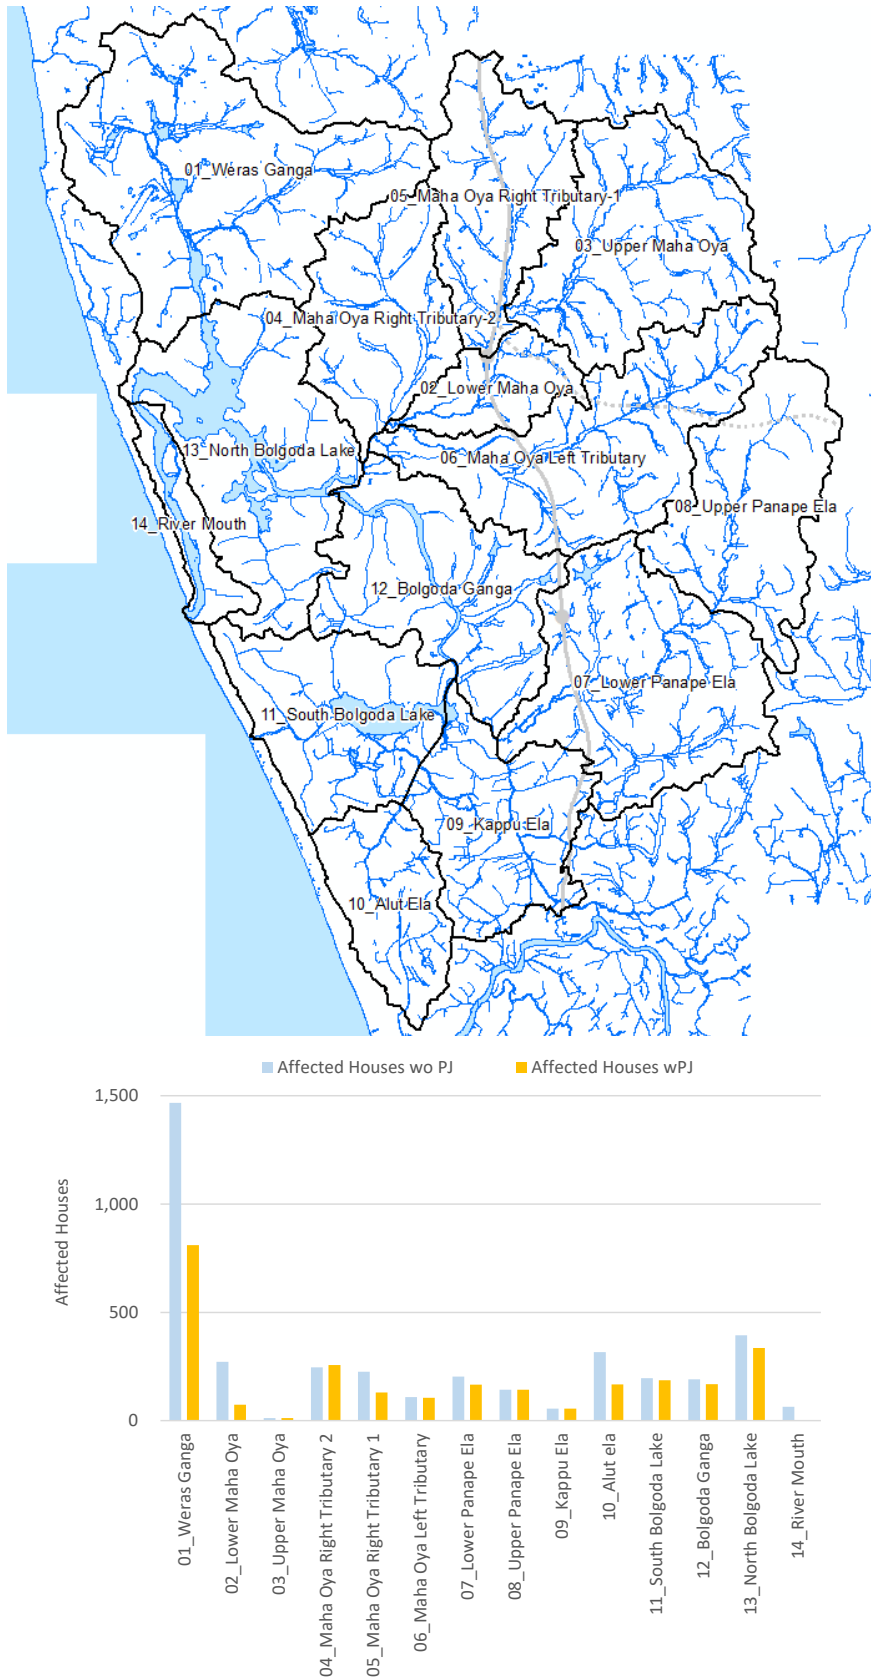 01_Weras Ganga
05_Maha Oya Right Tributary-1
03_Upper Maha Oya
04_Maha Oya Right Tributary-2
02_Lower Maha Oya
13_North Bolgoda Lake
06_Maha Oya Left Tributary
08_Upper Panape Ela
14_River Mouth
12_Bolgoda Ganga
07_Lower Panape Ela
11_South Bolgoda Lake
09_Kappu Ela
10_Alut Ela
Affected Houses wo PJ
Affected Houses wPJ
1,500
1,000
500
0
Affected Houses
01_Weras Ganga
02_Lower Maha Oya
03_Upper Maha Oya
04_Maha Oya Right Tributary 2
05_Maha Oya Right Tributary 1
06_Maha Oya Left Tributary
07_Lower Panape Ela
08_Upper Panape Ela
09_Kappu Ela
10_Alut ela
11_South Bolgoda Lake
12_Bolgoda Ganga
13_North Bolgoda Lake
14_River Mouth